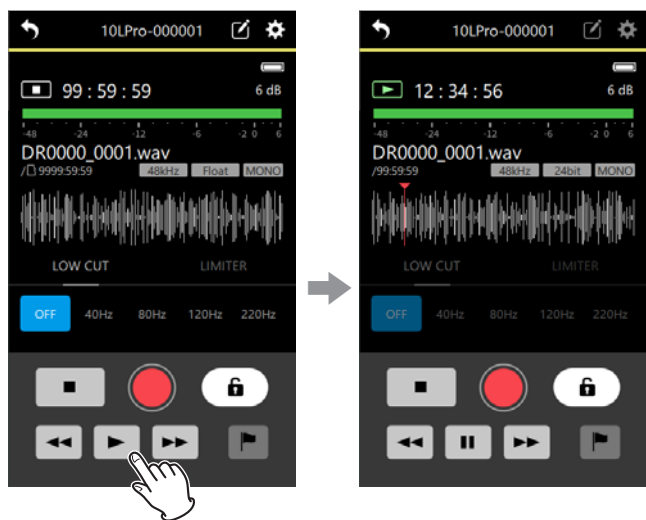 10LPro-000001
99 : 59 : 59 6 dB
-48 -24 -12 -6 -2 0 6
DR0000_0001.wav
/ 9999:59:59 48kHz Float MONO
LOW CUT LIMITER
OFF 40Hz 80Hz 120Hz 220Hz
10LPro-000001
12 : 34 : 56 6 dB
-48 -24 -12 -6 -2 0 6
DR0000_0001.wav
/99:59:59 48kHz 24bit MONO
LOW CUT LIMITER
OFF 40Hz 80Hz 120Hz 220Hz